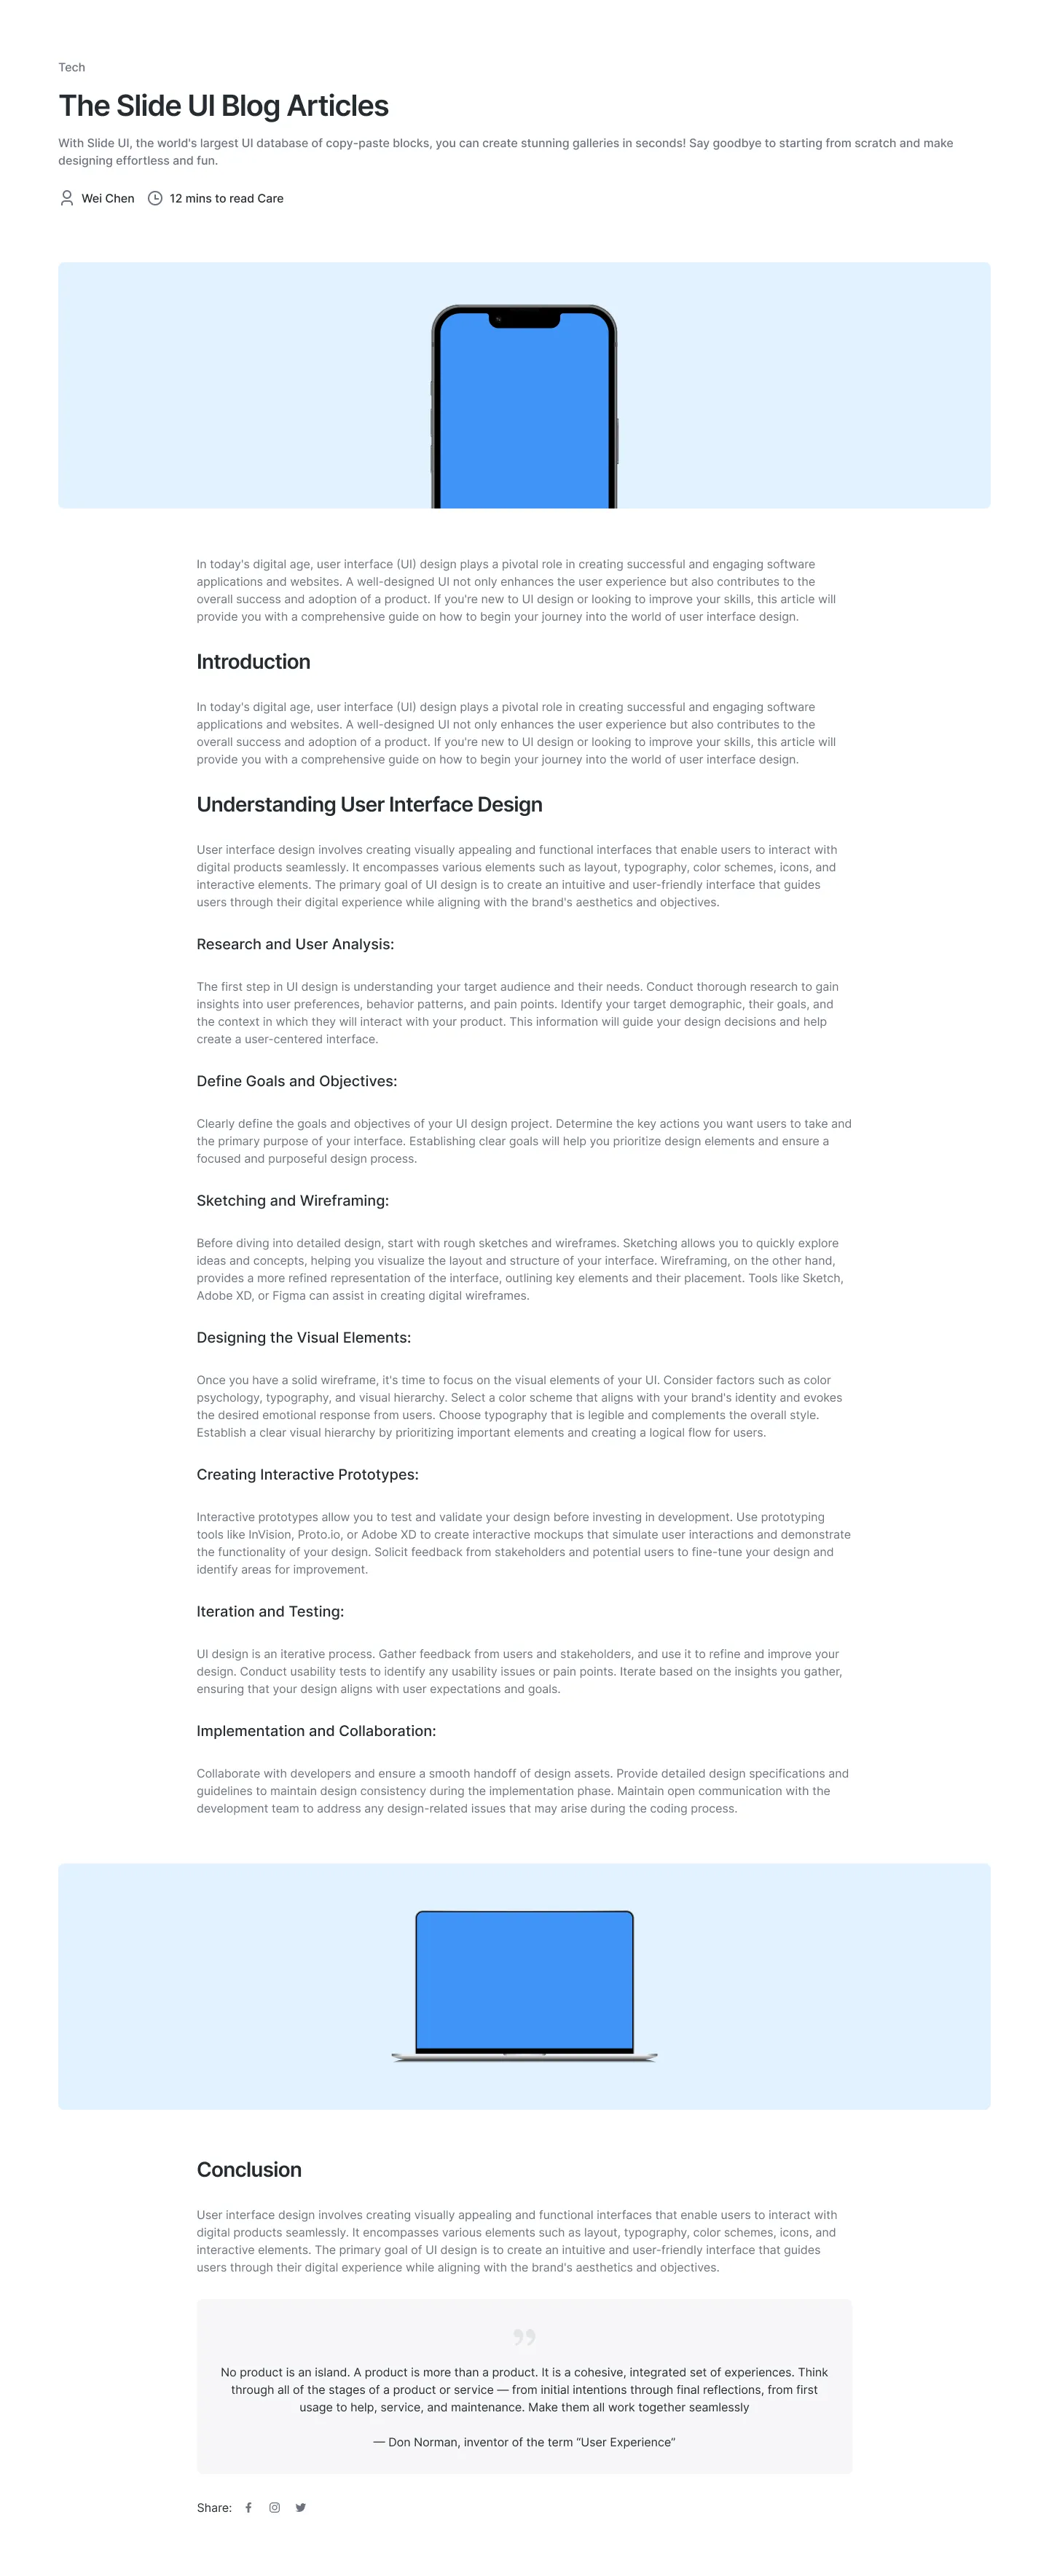 Tech
The Slide UI Blog Articles
With Slide UI, the world's largest UI database of copy-paste blocks, you can create stunning galleries in seconds! Say goodbye to starting from scratch and make
designing effortless and fun.
Wei Chen 12 mins to read Care
In today's digital age, user interface (UI) design plays a pivotal role in creating successful and engaging software
applications and websites. A well-designed UI not only enhances the user experience but also contributes to the
overall success and adoption of a product. If you're new to UI design or looking to improve your skills, this article will
provide you with a comprehensive guide on how to begin your journey into the world of user interface design.
Introduction
In today's digital age, user interface (UI) design plays a pivotal role in creating successful and engaging software
applications and websites. A well-designed UI not only enhances the user experience but also contributes to the
overall success and adoption of a product. If you're new to UI design or looking to improve your skills, this article will
provide you with a comprehensive guide on how to begin your journey into the world of user interface design.
Understanding User Interface Design
User interface design involves creating visually appealing and functional interfaces that enable users to interact with
digital products seamlessly. It encompasses various elements such as layout, typography, color schemes, icons, and
interactive elements. The primary goal of UI design is to create an intuitive and user-friendly interface that guides
users through their digital experience while aligning with the brand's aesthetics and objectives.
Research and User Analysis:
The first step in UI design is understanding your target audience and their needs. Conduct thorough research to gain
insights into user preferences, behavior patterns, and pain points. Identify your target demographic, their goals, and
the context in which they will interact with your product. This information will guide your design decisions and help
create a user-centered interface.
Define Goals and Objectives:
Clearly define the goals and objectives of your UI design project. Determine the key actions you want users to take and
the primary purpose of your interface. Establishing clear goals will help you prioritize design elements and ensure a
focused and purposeful design process.
Sketching and Wireframing:
Before diving into detailed design, start with rough sketches and wireframes. Sketching allows you to quickly explore
ideas and concepts, helping you visualize the layout and structure of your interface. Wireframing, on the other hand,
provides a more refined representation of the interface, outlining key elements and their placement. Tools like Sketch,
Adobe XD, or Figma can assist in creating digital wireframes.
Designing the Visual Elements:
Once you have a solid wireframe, it's time to focus on the visual elements of your UI. Consider factors such as color
psychology, typography, and visual hierarchy. Select a color scheme that aligns with your brand's identity and evokes
the desired emotional response from users. Choose typography that is legible and complements the overall style.
Establish a clear visual hierarchy by prioritizing important elements and creating a logical flow for users.
Creating Interactive Prototypes:
Interactive prototypes allow you to test and validate your design before investing in development. Use prototyping
tools like InVision, Proto.io, or Adobe XD to create interactive mockups that simulate user interactions and demonstrate
the functionality of your design. Solicit feedback from stakeholders and potential users to fine-tune your design and
identify areas for improvement.
Iteration and Testing:
UI design is an iterative process. Gather feedback from users and stakeholders, and use it to refine and improve your
design. Conduct usability tests to identify any usability issues or pain points. Iterate based on the insights you gather,
ensuring that your design aligns with user expectations and goals.
Implementation and Collaboration:
Collaborate with developers and ensure a smooth handoff of design assets. Provide detailed design specifications and
guidelines to maintain design consistency during the implementation phase. Maintain open communication with the
development team to address any design-related issues that may arise during the coding process.
Conclusion
User interface design involves creating visually appealing and functional interfaces that enable users to interact with
digital products seamlessly. It encompasses various elements such as layout, typography, color schemes, icons, and
interactive elements. The primary goal of UI design is to create an intuitive and user-friendly interface that guides
users through their digital experience while aligning with the brand's aesthetics and objectives.
No product is an island. A product is more than a product. It is a cohesive, integrated set of experiences. Think
through all of the stages of a product or service — from initial intentions through final reflections, from first
usage to help, service, and maintenance. Make them all work together seamlessly
— Don Norman, inventor of the term “User Experience”
Share: